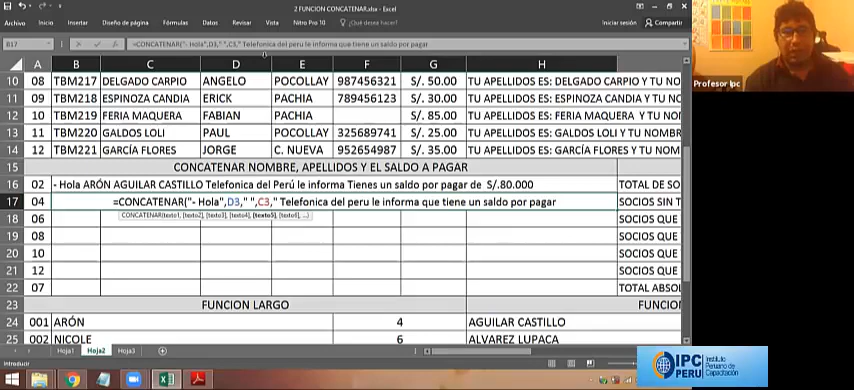 2 FUNCION CONCATENAR.xlsx - Excel
Archivo Inicio Insertar Diseño de página Fórmulas Datos Revisar Vista Nitro Pro 10 ¿Qué desea hacer? Iniciar sesión Compartir
B17 =CONCATENAR("- Hola",D3," ",C3," Telefonica del peru le informa que tiene un saldo por pagar
Profesor Ipc
A B C D E F G H
10 08 TBM217 DELGADO CARPIO ANGELO POCOLLAY 987456321 S/. 50.00 TU APELLIDOS ES: DELGADO CARPIO Y TU NO
11 09 TBM218 ESPINOZA CANDIA ERICK PACHIA 789456123 S/. 30.00 TU APELLIDOS ES: ESPINOZA CANDIA Y TU NO
12 10 TBM219 FERIA MAQUERA FABIAN PACHIA S/. 85.00 TU APELLIDOS ES: FERIA MAQUERA Y TU NO
13 11 TBM220 GALDOS LOLI PAUL POCOLLAY 325689741 S/. 25.00 TU APELLIDOS ES: GALDOS LOLI Y TU NOMBR
14 12 TBM221 GARCÍA FLORES JORGE C. NUEVA 952654987 S/. 35.00 TU APELLIDOS ES: GARCÍA FLORES Y TU NOM
15 CONCATENAR NOMBRE, APELLIDOS Y EL SALDO A PAGAR
16 02 - Hola ARÓN AGUILAR CASTILLO Telefonica del Perú le informa Tienes un saldo por pagar de S/.80.000 TOTAL DE SO
17 04 =CONCATENAR("- Hola",D3," ",C3," Telefonica del peru le informa que tiene un saldo por pagar SOCIOS SIN T
CONCATENAR(texto1, [texto2], [texto3], [texto4], [texto5], [texto6], ...)
18 06 SOCIOS QUE
19 08 SOCIOS QUE
20 10 SOCIOS QUE
21 12 SOCIOS QUE
22 07 TOTAL ABSOL
23 FUNCION LARGO FUNCIO
24 001 ARÓN 4 AGUILAR CASTILLO
25 002 NICOLE 6 ALVAREZ LUPACA
Hoja1 Hoja2 Hoja3
Introducir
IPC PERU Instituto Peruano de Capacitación